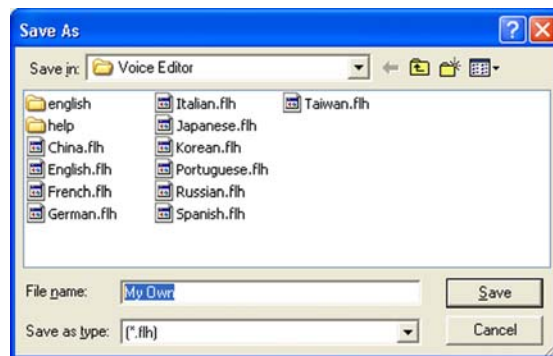 Save As
Save in: Voice Editor
english Italian.flh Taiwan.flh
help Japanese.flh
China.flh Korean.flh
English.flh Portuguese.flh
French.flh Russian.flh
German.flh Spanish.flh
File name: My Own Save
Save as type: (*.flh) Cancel